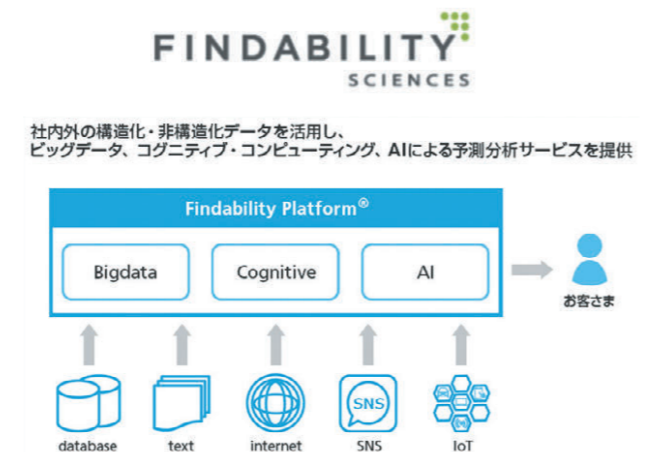 FINDABILITY
SCIENCES
社内外の構造化・非構造化データを活用し、
ビッグデータ、コグニティブ・コンピューティング、AIによる予測分析サービスを提供
Findability Platform®
Bigdata
Cognitive
AI
お客さま
SNS
database
text
internet
SNS
IoT